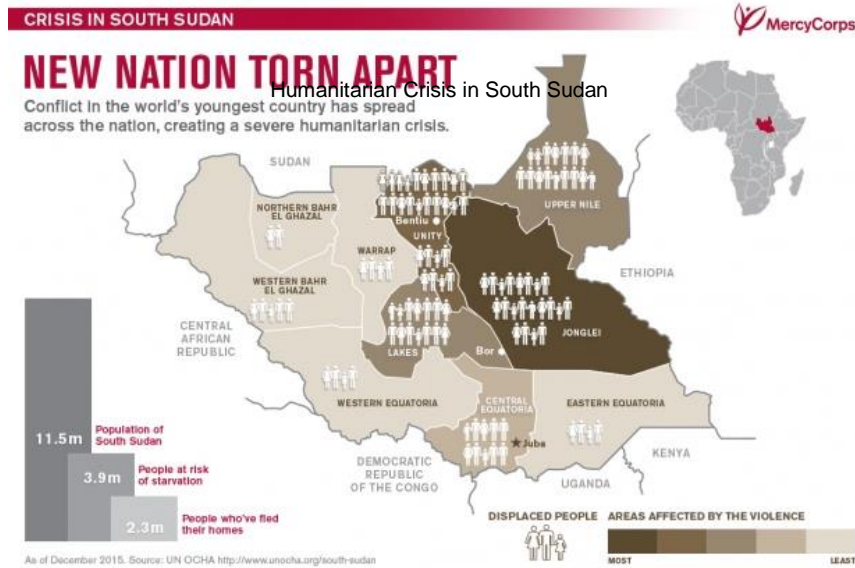 CRISIS IN SOUTH SUDAN
MercyCorps
NEW NATION TORN APART
Humanitarian Crisis in South Sudan
Conflict in the world's youngest country has spread
across the nation, creating a severe humanitarian crisis.
SUDAN
NORTHERN BAHR
EL GHAZAL
UPPER NILE
Bentiu
UNITY
WARRAP
ETHIOPIA
WESTERN BAHR
EL GHAZAL
CENTRAL
AFRICAN
REPUBLIC
JONGLEI
LAKES
Bor
WESTERN EQUATORIA
CENTRAL
EQUATORIA
EASTERN EQUATORIA
Juba
KENYA
DEMOCRATIC
REPUBLIC
OF THE CONGO
UGANDA
11.5m
Population of
South Sudan
3.9m
People at risk
of starvation
2.3m
People who've fled
their homes
DISPLACED PEOPLE
AREAS AFFECTED BY THE VIOLENCE
MOST
LEAST
As of December 2015. Source: UN OCHA http://www.unocha.org/south-sudan